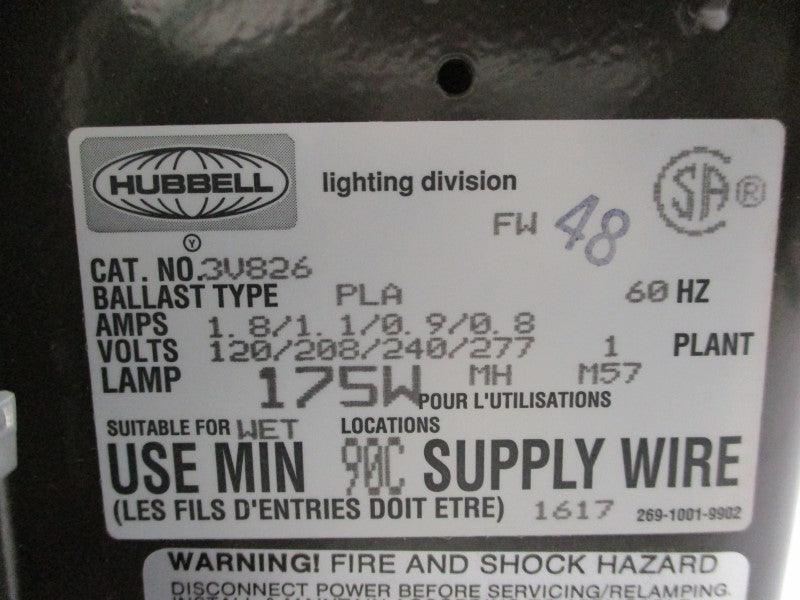 HUBBELL lighting division
SA ®
FW 48
Y
CAT. NO. 3V826
BALLAST TYPE PLA 60 HZ
AMPS 1.8/1.1/0.9/0.8
VOLTS 120/208/240/277 1 PLANT
LAMP 175W MH M57
POUR L'UTILISATIONS
SUITABLE FOR WET LOCATIONS
USE MIN 90C SUPPLY WIRE
(LES FILS D'ENTRIES DOIT ETRE) 1617 269-1001-9902
WARNING! FIRE AND SHOCK HAZARD
DISCONNECT POWER BEFORE SERVICING/RELAMPING.